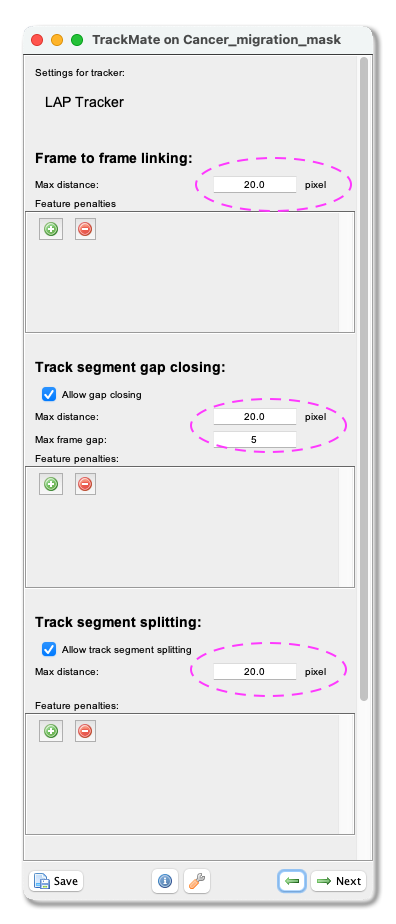 TrackMate on Cancer_migration_mask
Settings for tracker:
LAP Tracker
Frame to frame linking:
Max distance: 20.0 pixel
Feature penalties
Track segment gap closing:
Allow gap closing
Max distance: 20.0 pixel
Max frame gap: 5
Feature penalties:
Track segment splitting:
Allow track segment splitting
Max distance: 20.0 pixel
Feature penalties:
Save Next